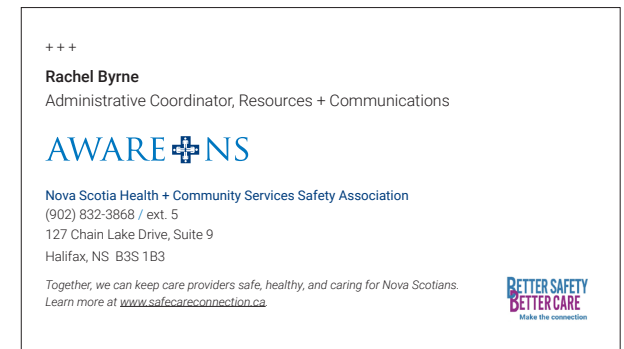 + + +
Rachel Byrne
Administrative Coordinator, Resources + Communications
AWARE NS
Nova Scotia Health + Community Services Safety Association
(902) 832-3868 / ext. 5
127 Chain Lake Drive, Suite 9
Halifax, NS B3S 1B3
Together, we can keep care providers safe, healthy, and caring for Nova Scotians.
Learn more at www.safecareconnection.ca.
BETTER SAFETY
BETTER CARE
Make the connection